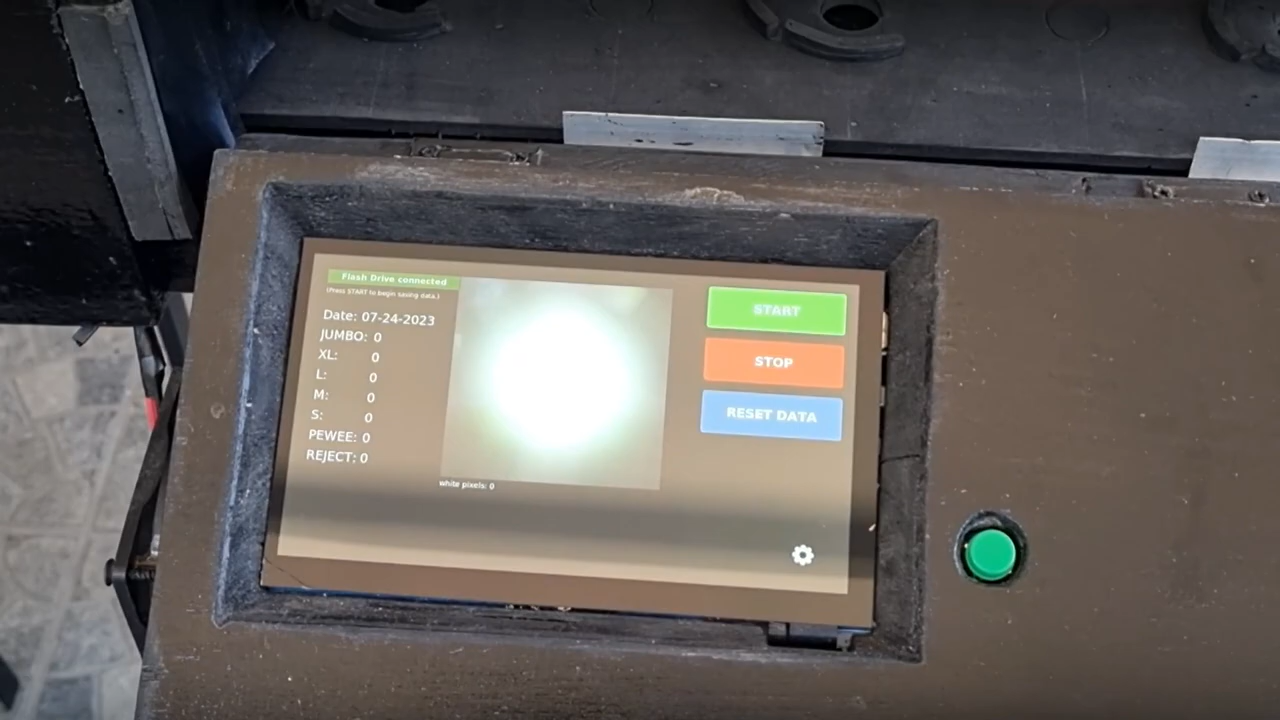 Flash Drive connected
(Press START to begin saving data.)
Date: 07-24-2023
JUMBO: 0
XL: 0
L: 0
M: 0
S: 0
PEWEE: 0
REJECT: 0
white pixels: 0
START
STOP
RESET DATA